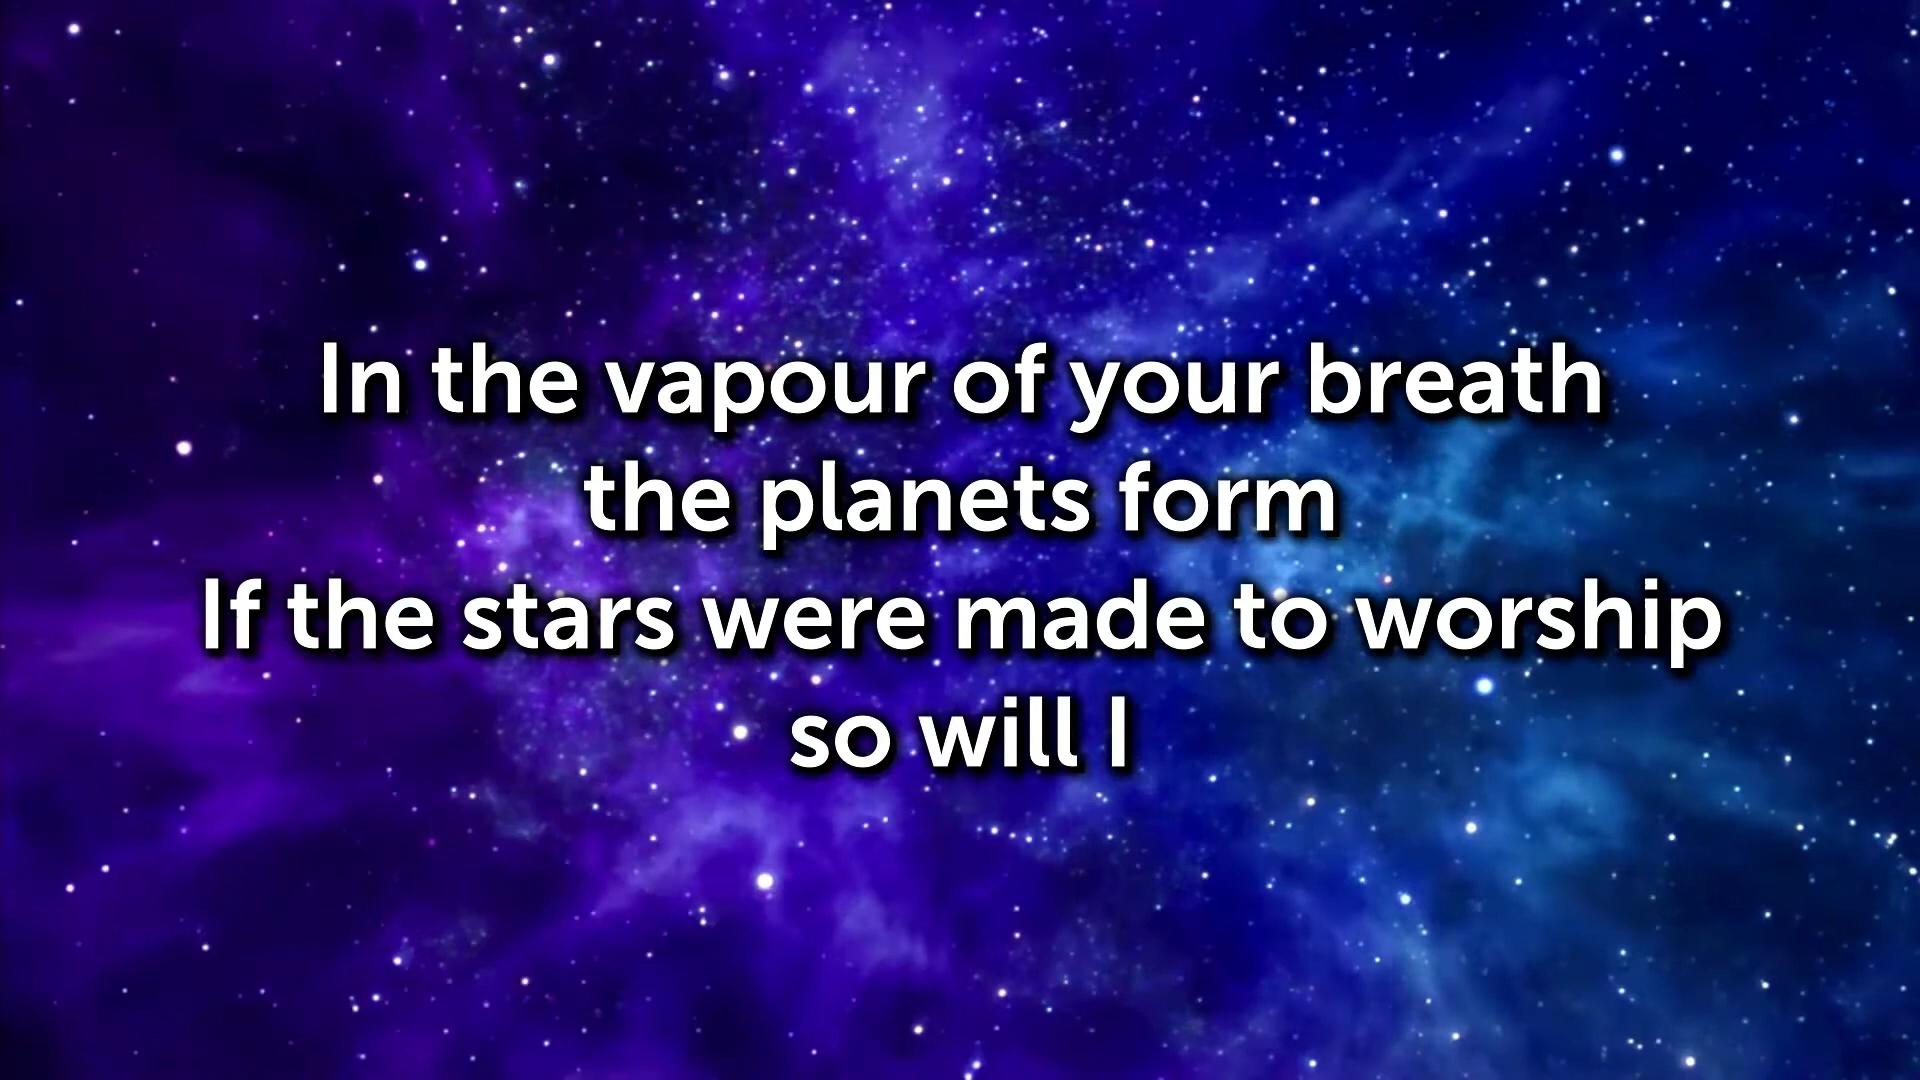 In the vapour of your breath
the planets form
If the stars were made to worship
so will I